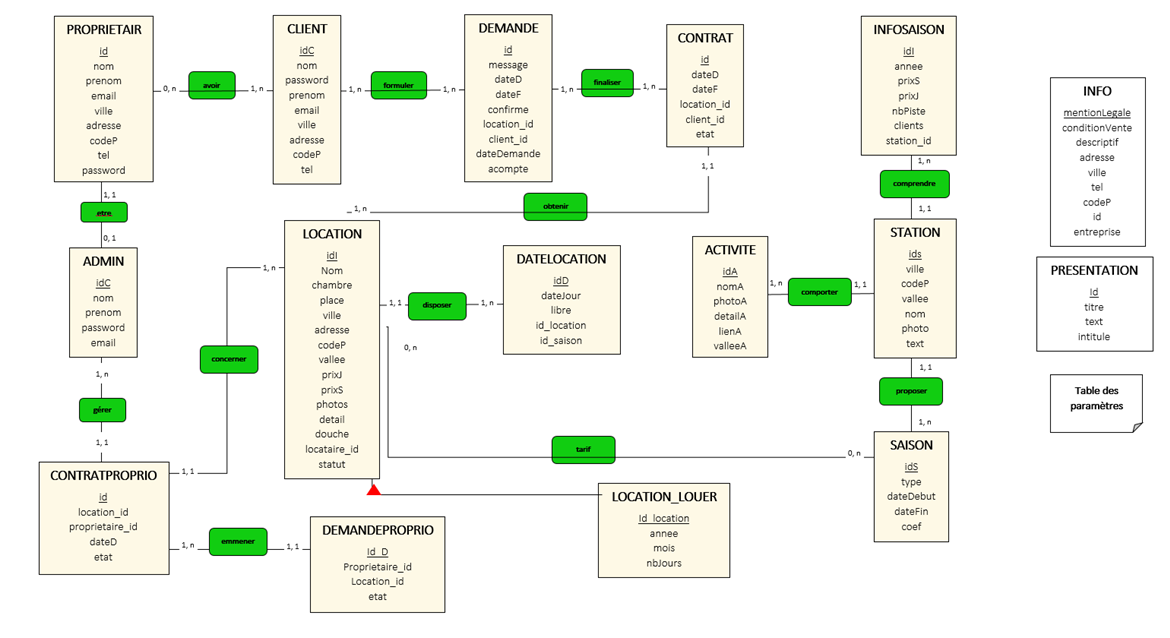 PROPRIETAIR
id
nom
prenom
email
ville
adresse
codeP
tel
password
0, n
avoir
1, n
CLIENT
idC
nom
password
prenom
email
ville
adresse
codeP
tel
1, n
formuler
1, n
DEMANDE
id
message
dateD
dateF
confirme
location_id
client_id
dateDemande
acompte
1, n
finaliser
1, n
CONTRAT
id
dateD
dateF
location_id
client_id
etat
1,1
obtenir
1, n
INFOSAISON
idI
annee
prixS
prixJ
nbPiste
clients
station_id
1, n
comprendre
1,1
INFO
mentionLegale
conditionVente
descriptif
adresse
ville
tel
codeP
id
entreprise
1, 1
etre
0, 1
ADMIN
idC
nom
prenom
password
email
1, n
gérer
1, 1
CONTRATPROPRIO
id
location_id
proprietaire_id
dateD
etat
1, n
concerner
1, 1
LOCATION
idl
Nom
chambre
place
ville
adresse
codeP
vallee
prixJ
prixS
photos
detail
douche
locataire_id
statut
1, 1
disposer
1, n
0, n
DATELOCATION
idD
dateJour
libre
id_location
id_saison
ACTIVITE
idA
nomA
photoA
detailA
lienA
valleeA
1, n
comporter
1, 1
STATION
ids
ville
codeP
vallee
nom
photo
text
1,1
proposer
1, n
PRESENTATION
Id
titre
text
intitule
Table des
paramètres
tarif
0, n
SAISON
idS
type
dateDebut
dateFin
coef
1, n
emmener
1, 1
DEMANDEPROPRIO
Id_D
Proprietaire_id
Location_id
etat
LOCATION_LOUER
Id_location
annee
mois
nbJours